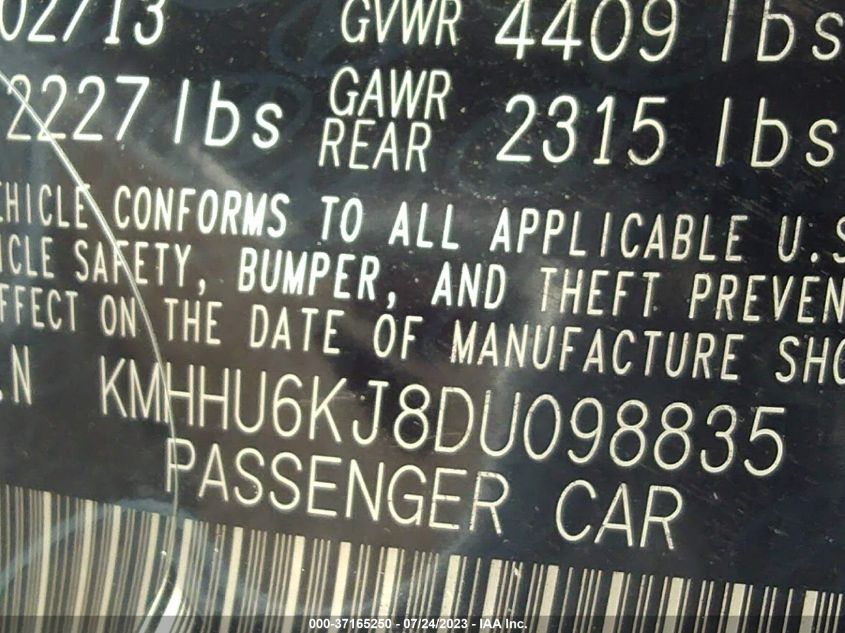 02/13 GVWR 4409 lbs
2227 lbs GAWR REAR 2315 lbs
EHICLE CONFORMS TO ALL APPLICABLE U.S
ICLE SAFETY, BUMPER, AND THEFT PREVEN
FFECT ON THE DATE OF MANUFACTURE SHO
.N KMHHU6KJ8DU098835
PASSENGER CAR
000-37165250 - 07/24/2023 - IAA Inc.